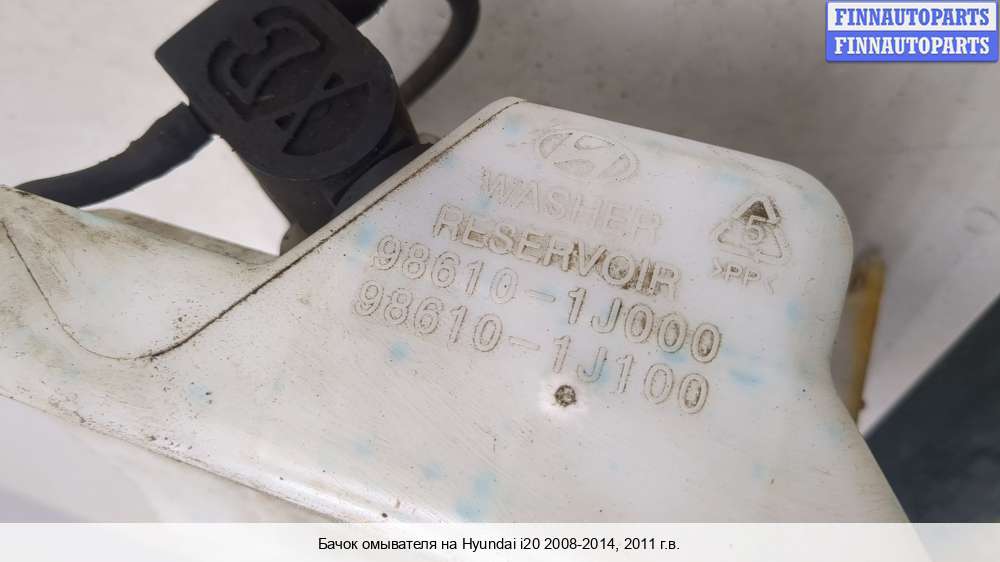 FINNAUTOPARTS
FINNAUTOPARTS
WASHER
RESERVOIR
98610-1J000
98610-1J100
5
>PP<
Бачок омывателя на Hyundai i20 2008-2014, 2011 г.в.